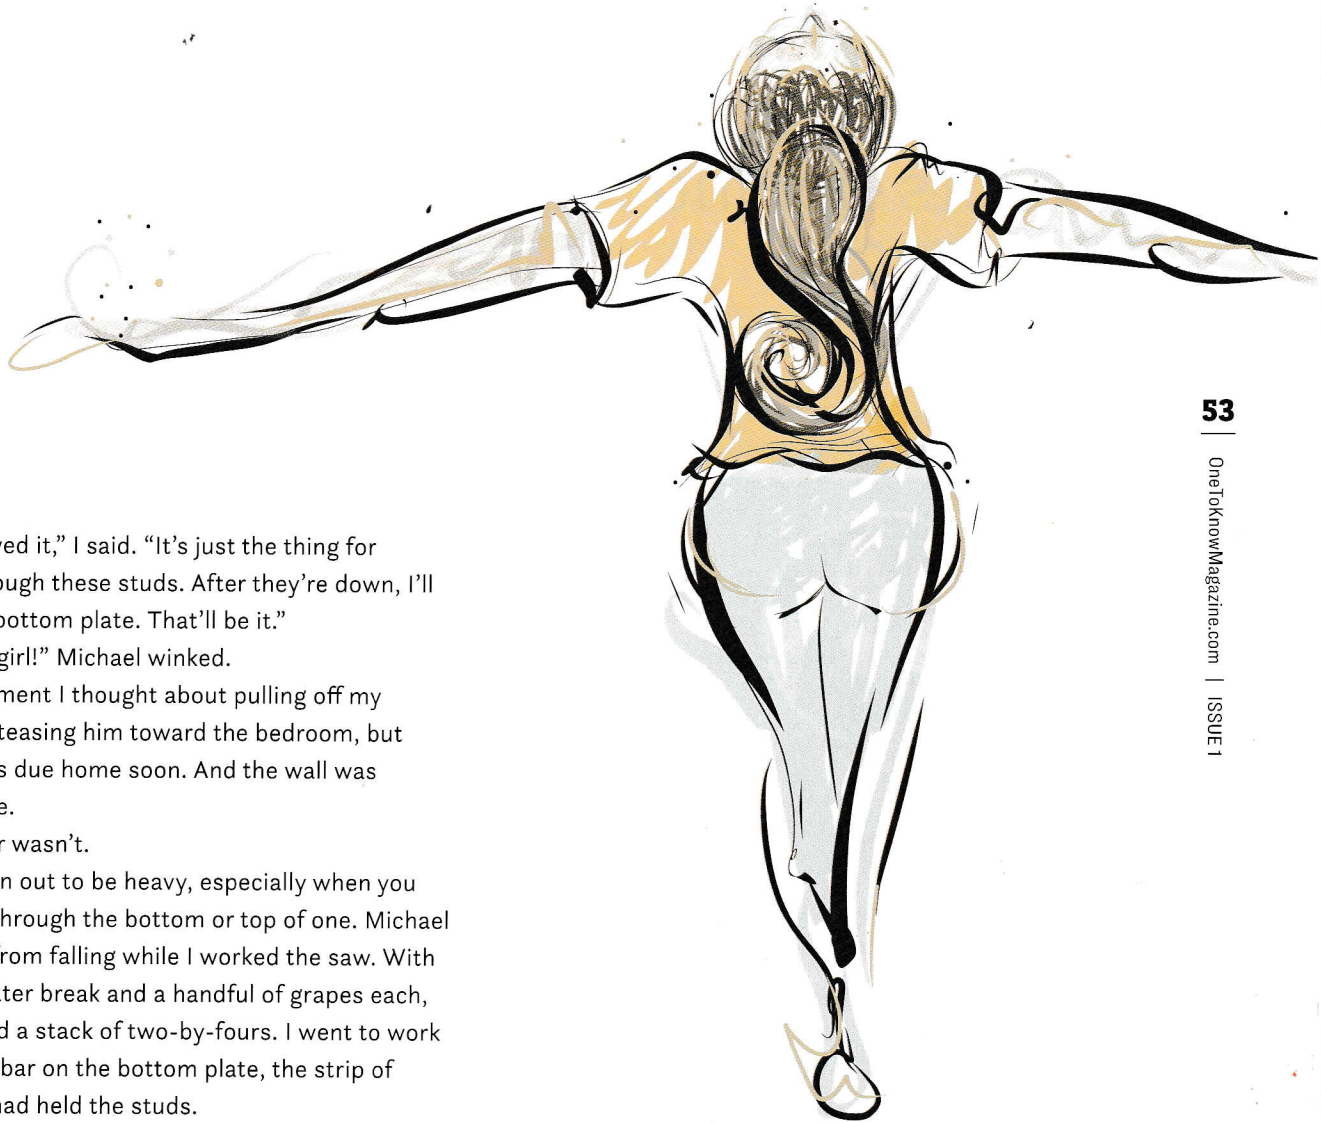 ved it,” I said. “It’s just the thing for
ough these studs. After they’re down, I’ll
bottom plate. That’ll be it.”
girl!” Michael winked.
ment I thought about pulling off my
teasing him toward the bedroom, but
s due home soon. And the wall was
e.
r wasn’t.
n out to be heavy, especially when you
through the bottom or top of one. Michael
from falling while I worked the saw. With
ter break and a handful of grapes each,
d a stack of two-by-fours. I went to work
bar on the bottom plate, the strip of
had held the studs.
53
OneToKnowMagazine.com | ISSUE 1